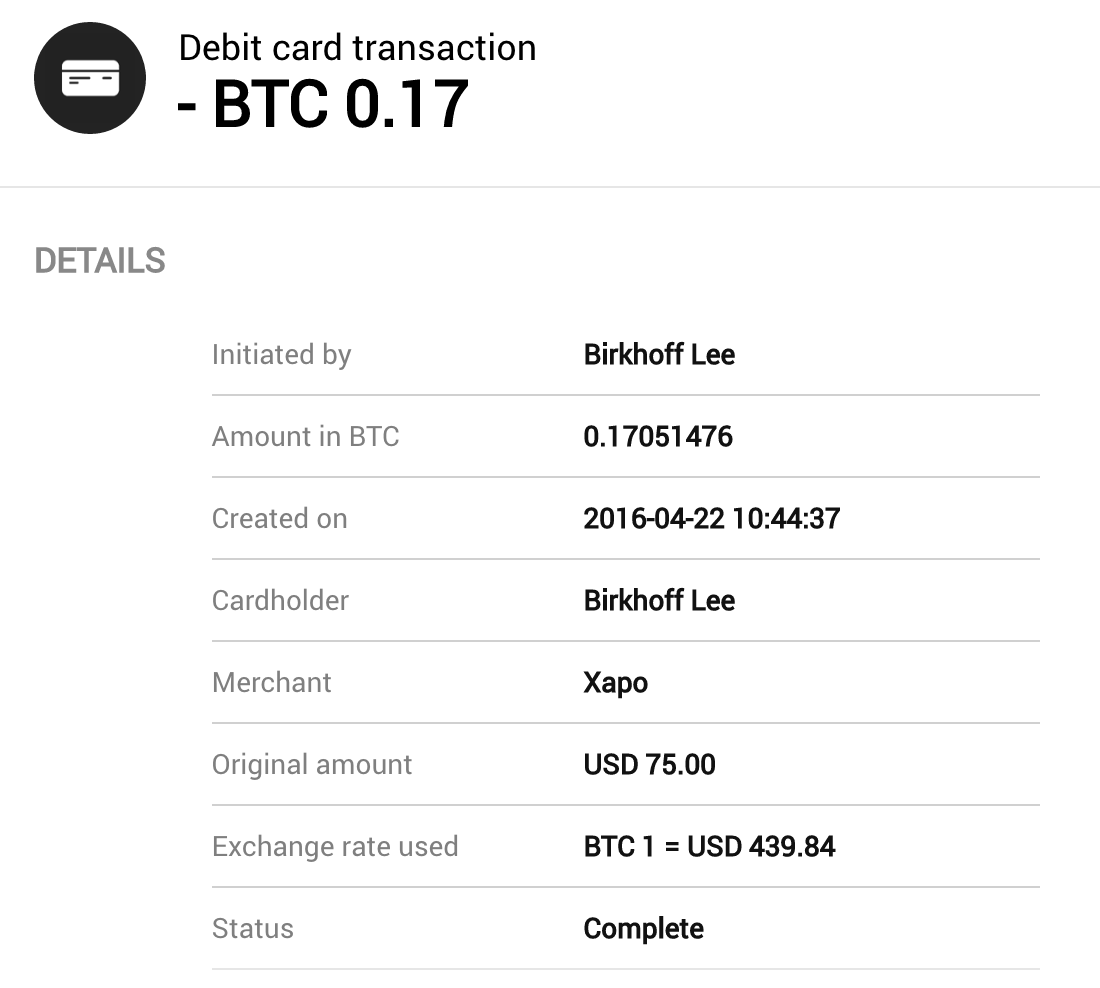 Debit card transaction
- BTC 0.17
DETAILS
Initiated by Birkhoff Lee
Amount in BTC 0.17051476
Created on 2016-04-22 10:44:37
Cardholder Birkhoff Lee
Merchant Xapo
Original amount USD 75.00
Exchange rate used BTC 1 = USD 439.84
Status Complete